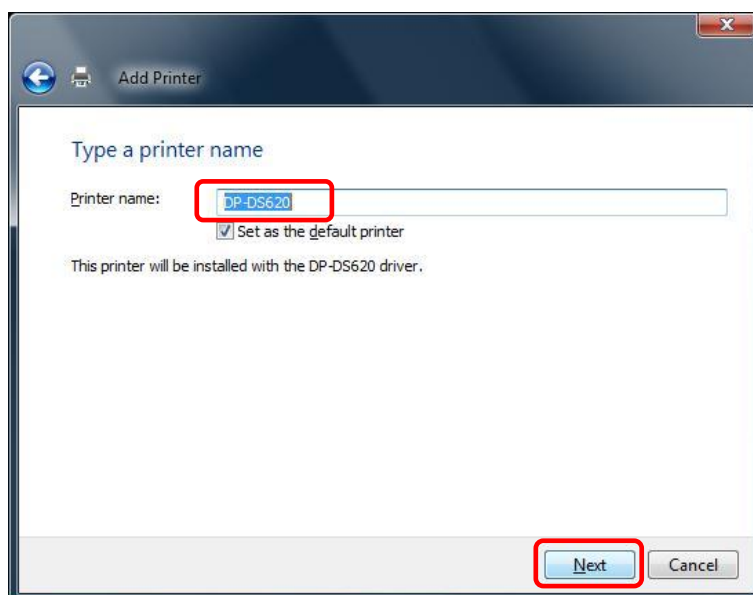 Add Printer
Type a printer name
Printer name:
DP-DS620
Set as the default printer
This printer will be installed with the DP-DS620 driver.
Next
Cancel